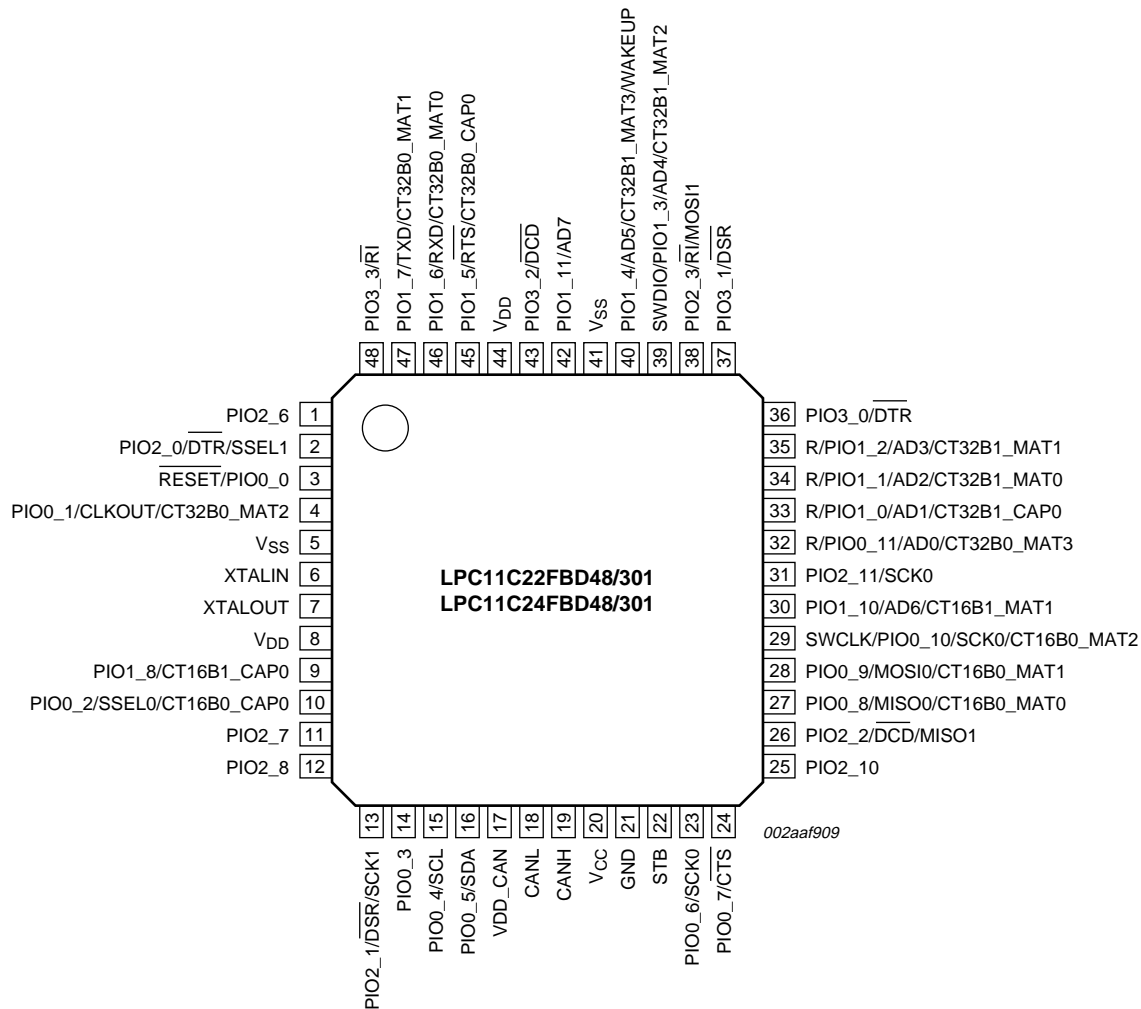 PIO3_3/RI
PIO1_7/TXD/CT32B0_MAT1
PIO1_6/RXD/CT32B0_MAT0
PIO1_5/RTS/CT32B0_CAP0
VDD
PIO3_2/DCD
PIO1_11/AD7
VSS
PIO1_4/AD5/CT32B1_MAT3/WAKEUP
SWDIO/PIO1_3/AD4/CT32B1_MAT2
PIO2_3/RI/MOSI1
PIO3_1/DSR
48
47
46
45
44
43
42
41
40
39
38
37
PIO2_6 1
PIO2_0/DTR/SSEL1 2
RESET/PIO0_0 3
PIO0_1/CLKOUT/CT32B0_MAT2 4
VSS 5
XTALIN 6
XTALOUT 7
VDD 8
PIO1_8/CT16B1_CAP0 9
PIO0_2/SSEL0/CT16B0_CAP0 10
PIO2_7 11
PIO2_8 12
LPC11C22FBD48/301
LPC11C24FBD48/301
36 PIO3_0/DTR
35 R/PIO1_2/AD3/CT32B1_MAT1
34 R/PIO1_1/AD2/CT32B1_MAT0
33 R/PIO1_0/AD1/CT32B1_CAP0
32 R/PIO0_11/AD0/CT32B0_MAT3
31 PIO2_11/SCK0
30 PIO1_10/AD6/CT16B1_MAT1
29 SWCLK/PIO0_10/SCK0/CT16B0_MAT2
28 PIO0_9/MOSI0/CT16B0_MAT1
27 PIO0_8/MISO0/CT16B0_MAT0
26 PIO2_2/DCD/MISO1
25 PIO2_10
13
14
15
16
17
18
19
20
21
22
23
24
PIO2_1/DSR/SCK1
PIO0_3
PIO0_4/SCL
PIO0_5/SDA
VDD_CAN
CANL
CANH
VCC
GND
STB
PIO0_6/SCK0
PIO0_7/CTS
002aaf909